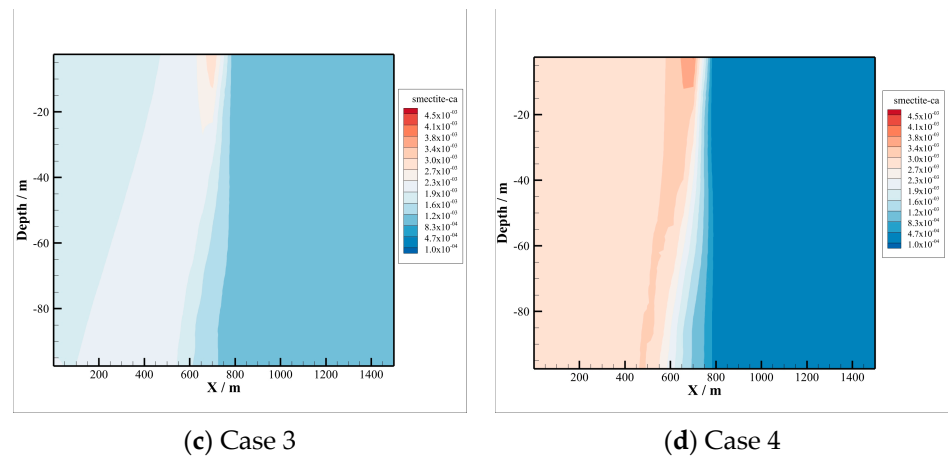 smectite-ca
4.5x10⁻⁰³
4.1x10⁻⁰³
3.8x10⁻⁰³
3.4x10⁻⁰³
3.0x10⁻⁰³
2.7x10⁻⁰³
2.3x10⁻⁰³
1.9x10⁻⁰³
1.6x10⁻⁰³
1.2x10⁻⁰³
8.3x10⁻⁰⁴
4.7x10⁻⁰⁴
1.0x10⁻⁰⁴
Depth / m
-20
-40
-60
-80
200 400 600 800 1000 1200 1400
X / m
(c) Case 3
smectite-ca
4.5x10⁻⁰³
4.1x10⁻⁰³
3.8x10⁻⁰³
3.4x10⁻⁰³
3.0x10⁻⁰³
2.7x10⁻⁰³
2.3x10⁻⁰³
1.9x10⁻⁰³
1.6x10⁻⁰³
1.2x10⁻⁰³
8.3x10⁻⁰⁴
4.7x10⁻⁰⁴
1.0x10⁻⁰⁴
Depth / m
-20
-40
-60
-80
200 400 600 800 1000 1200 1400
X / m
(d) Case 4